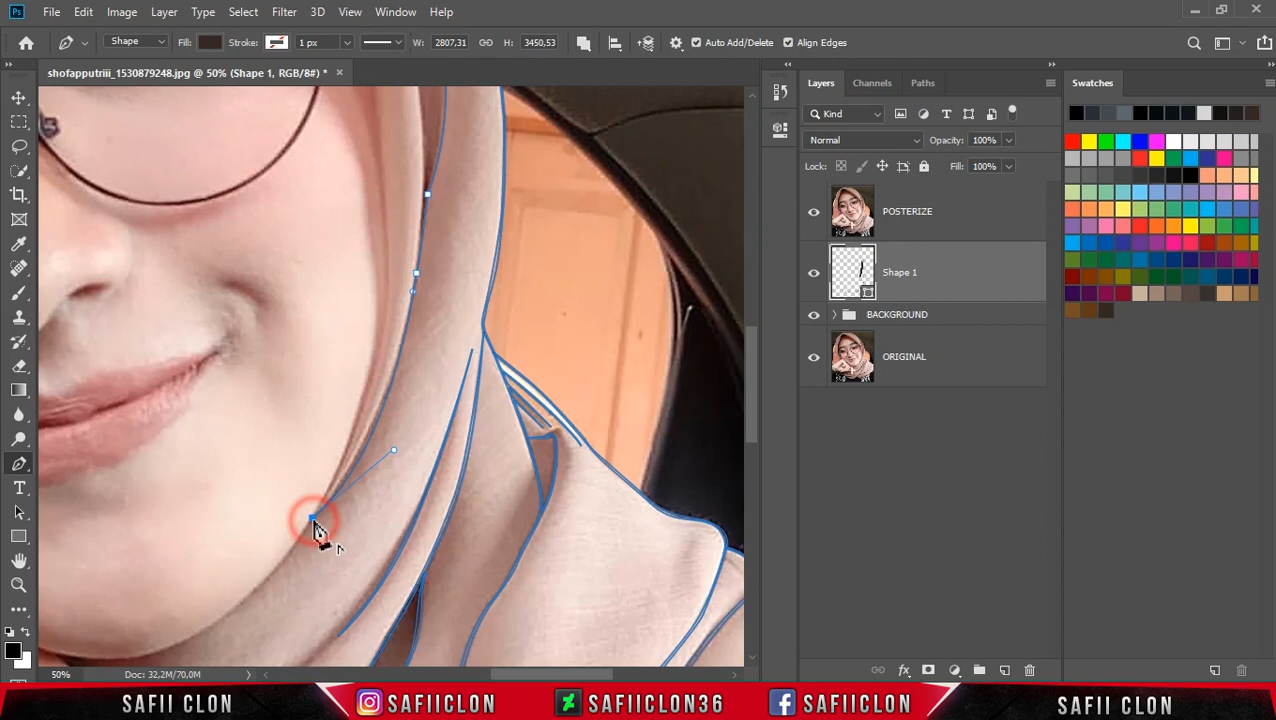 Ps File Edit Image Layer Type Select Filter 3D View Window Help
Shape Fill: Stroke: 1 px W: 2807,31 H: 3450,53 Auto Add/Delete Align Edges
shofapputriii_1530879248.jpg @ 50% (Shape 1, RGB/8#) *
Layers Channels Paths
Swatches
Kind
Normal Opacity: 100%
Lock: Fill: 100%
POSTERIZE
Shape 1
BACKGROUND
ORIGINAL
T
50% Doc: 32,2M/70,0M
fx
SAFII CLON @SAFIICLON SAFIICLON36 @SAFIICLON SAFII CLON